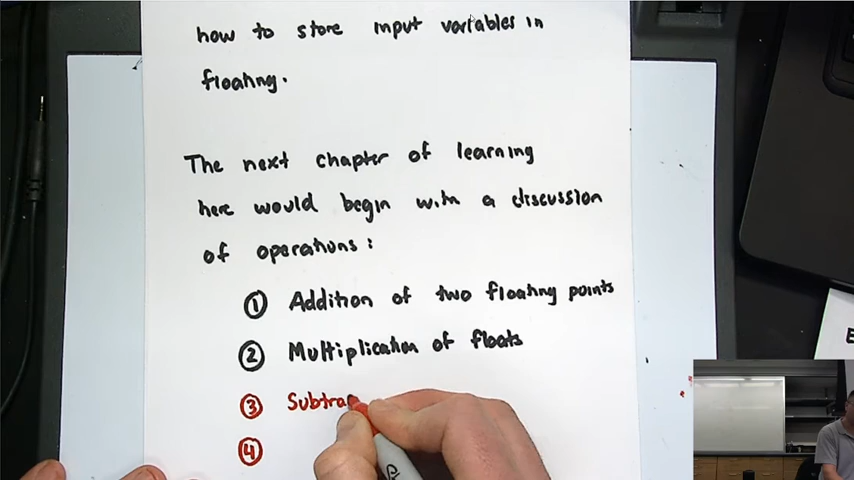 how to store input variables in
floating.
The next chapter of learning
here would begin with a discussion
of operations:
① Addition of two floating points
② Multiplication of floats
③ Subtra
④